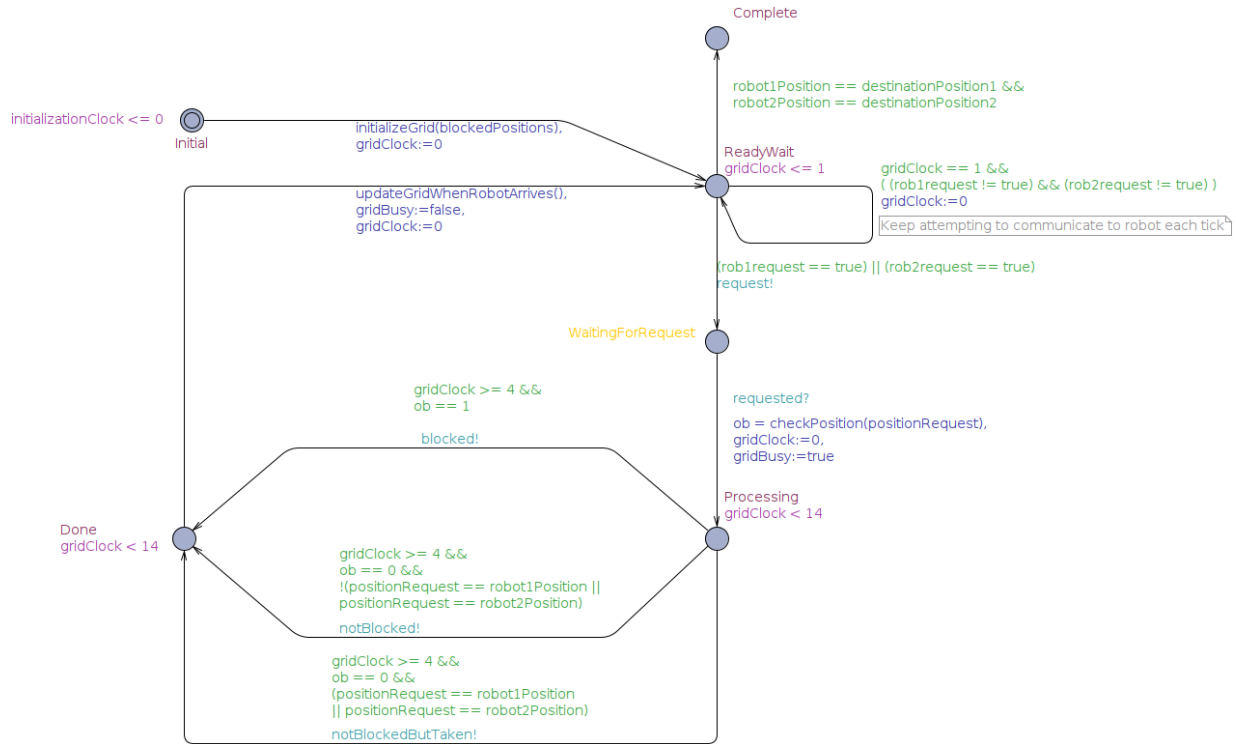 Complete
robot1Position == destinationPosition1 &&
robot2Position == destinationPosition2
initializationClock <= 0
Initial
initializeGrid(blockedPositions),
gridClock:=0
ReadyWait
gridClock <= 1
gridClock == 1 &&
( (rob1request != true) && (rob2request != true) )
gridClock:=0
Keep attempting to communicate to robot each tick
updateGridWhenRobotArrives(),
gridBusy:=false,
gridClock:=0
(rob1request == true) || (rob2request == true)
request!
WaitingForRequest
gridClock >= 4 &&
ob == 1
blocked!
requested?
ob = checkPosition(positionRequest),
gridClock:=0,
gridBusy:=true
Processing
gridClock < 14
Done
gridClock < 14
gridClock >= 4 &&
ob == 0 &&
!(positionRequest == robot1Position ||
positionRequest == robot2Position)
notBlocked!
gridClock >= 4 &&
ob == 0 &&
(positionRequest == robot1Position
|| positionRequest == robot2Position)
notBlockedButTaken!